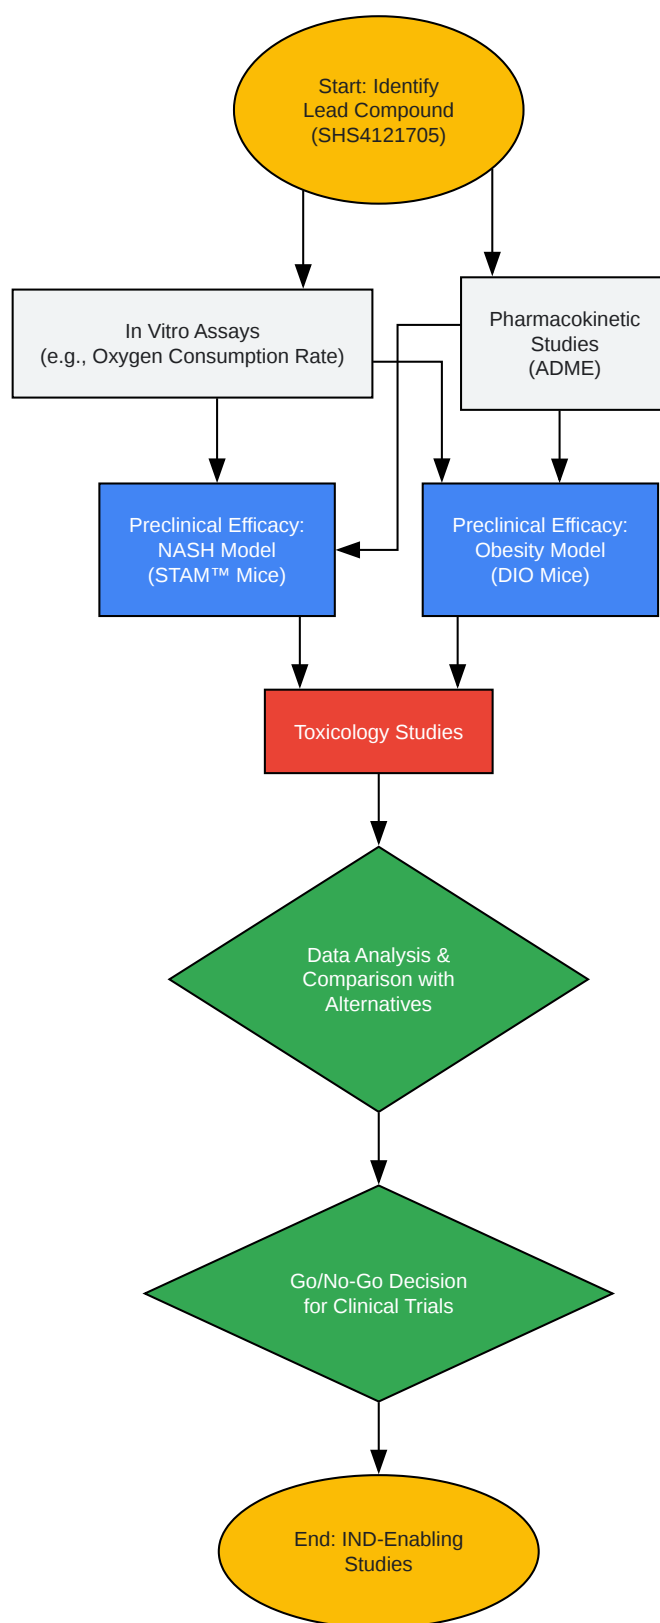 Start: Identify
Lead Compound
(SHS4121705)
In Vitro Assays
(e.g., Oxygen Consumption Rate)
Pharmacokinetic
Studies
(ADME)
Preclinical Efficacy:
NASH Model
(STAM™ Mice)
Preclinical Efficacy:
Obesity Model
(DIO Mice)
Toxicology Studies
Data Analysis &
Comparison with
Alternatives
Go/No-Go Decision
for Clinical Trials
End: IND-Enabling
Studies